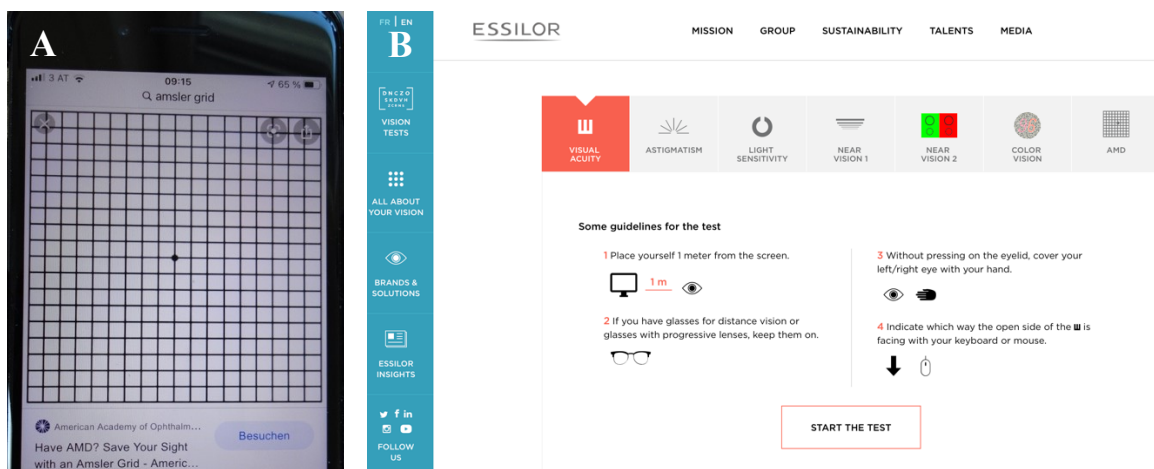 A
3 AT
09:15
65 %
amsler grid
American Academy of Ophthalm...
Have AMD? Save Your Sight
with an Amsler Grid - Americ...
Besuchen
FR | EN
B
DNCZO
VISION
TESTS
ALL ABOUT
YOUR VISION
BRANDS &
SOLUTIONS
ESSILOR
INSIGHTS
FOLLOW
US
ESSILOR
MISSION GROUP SUSTAINABILITY TALENTS MEDIA
VISUAL
ACUITY
ASTIGMATISM
LIGHT
SENSITIVITY
NEAR
VISION 1
NEAR
VISION 2
COLOR
VISION
AMD
Some guidelines for the test
1 Place yourself 1 meter from the screen.
1 m
2 If you have glasses for distance vision or
glasses with progressive lenses, keep them on.
3 Without pressing on the eyelid, cover your
left/right eye with your hand.
4 Indicate which way the open side of the E is
facing with your keyboard or mouse.
START THE TEST